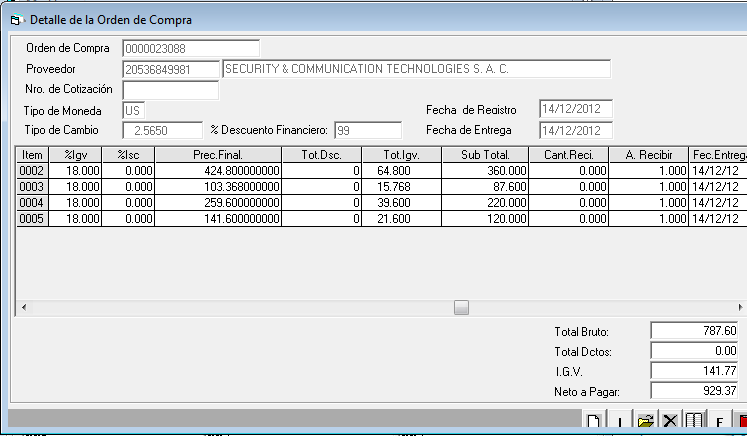 Detalle de la Orden de Compra
Orden de Compra 0000023088
Proveedor 20536849981 SECURITY & COMMUNICATION TECHNOLOGIES S. A. C.
Nro. de Cotización
Tipo de Moneda US Fecha de Registro 14/12/2012
Tipo de Cambio 2.5650 % Descuento Financiero: 99 Fecha de Entrega 14/12/2012
Item %Igv %Isc Prec.Final. Tot.Dsc. Tot.Igv. Sub Total. Cant.Reci. A. Recibir Fec.Entrega
0002 18.000 0.000 424.800000000 0 64.800 360.000 0.000 1.000 14/12/12
0003 18.000 0.000 103.368000000 0 15.768 87.600 0.000 1.000 14/12/12
0004 18.000 0.000 259.600000000 0 39.600 220.000 0.000 1.000 14/12/12
0005 18.000 0.000 141.600000000 0 21.600 120.000 0.000 1.000 14/12/12
Total Bruto: 787.60
Total Dctos: 0.00
I.G.V. 141.77
Neto a Pagar: 929.37